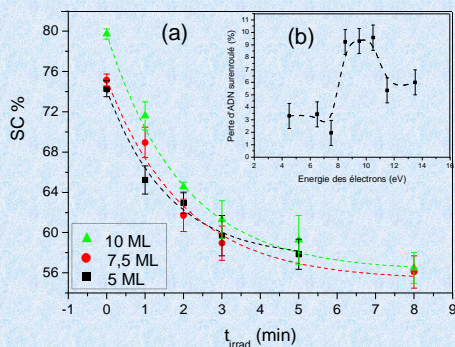 (a)
(b)
SC %
80
76
72
68
64
60
56
10 ML
7,5 ML
5 ML
-1 0 1 2 3 4 5 6 7 8 9
t_irrad (min)
Perte d'ADN surenroulé (%)
11
10
9
8
7
6
5
4
3
2
1
0
2 4 6 8 10 12 14 16
Energie des électrons (eV)